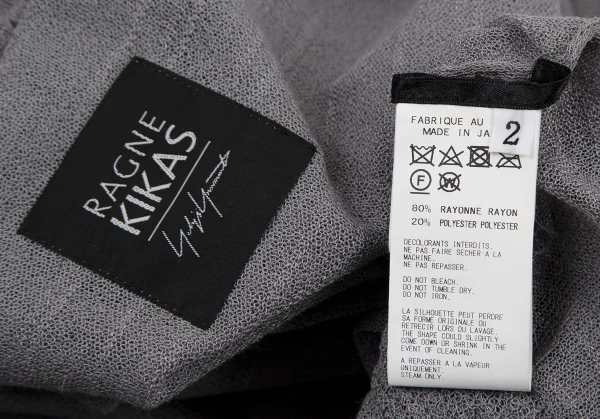 RAGNE
KIKAS
Yohji Yamamoto
FABRIQUE AU
MADE IN JA
2
F
W
80% RAYONNE RAYON
20% POLYESTER POLYESTER
DECOLORANTS INTERDITS.
NE PAS FAIRE SÉCHER A LA
MACHINE.
NE PAS REPASSER.
DO NOT BLEACH.
DO NOT TUMBLE DRY.
DO NOT IRON.
LA SILHOUETTE PEUT PERDRE
SA FORME ORIGINALE OU
RETRECIR LORS DU LAVAGE.
THE SHAPE COULD SLIGHTLY
COME DOWN OR SHRINK IN THE
EVENT OF CLEANING.
A REPASSER A LA VAPEUR
UNIQUEMENT.
STEAM ONLY.